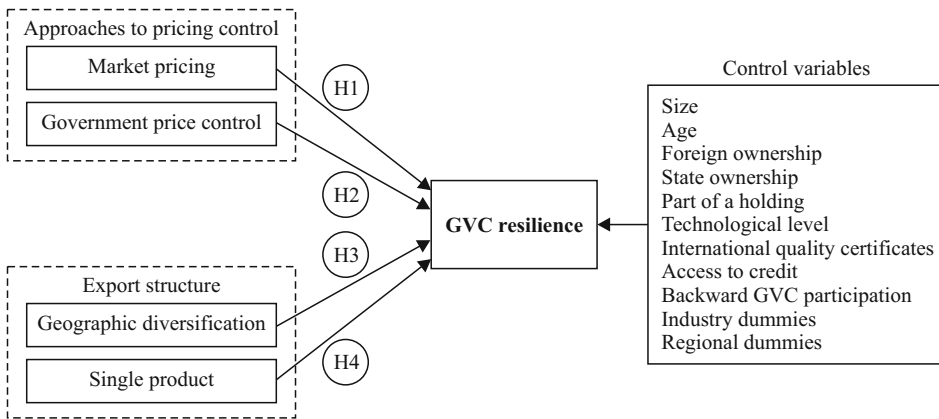 Approaches to pricing control
Market pricing
Government price control
H1
H2
H3
H4
Export structure
Geographic diversification
Single product
GVC resilience
Control variables
Size
Age
Foreign ownership
State ownership
Part of a holding
Technological level
International quality certificates
Access to credit
Backward GVC participation
Industry dummies
Regional dummies